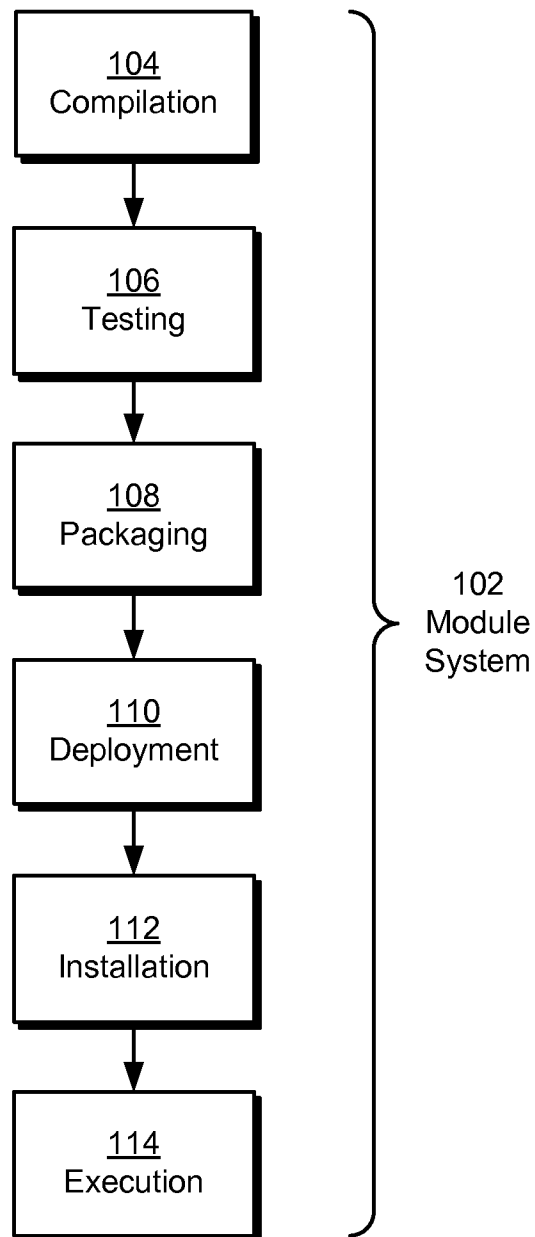 104
Compilation
106
Testing
108
Packaging
110
Deployment
112
Installation
114
Execution
102
Module
System